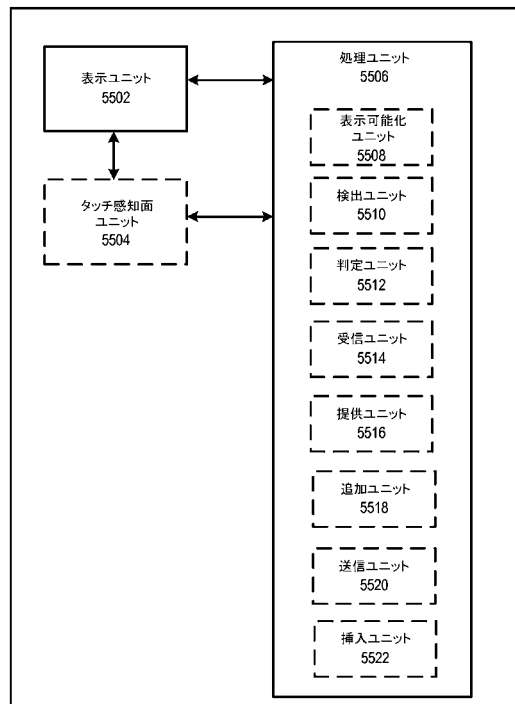 表示ユニット
5502
タッチ感知面
ユニット
5504
処理ユニット
5506
表示可能化
ユニット
5508
検出ユニット
5510
判定ユニット
5512
受信ユニット
5514
提供ユニット
5516
追加ユニット
5518
送信ユニット
5520
挿入ユニット
5522